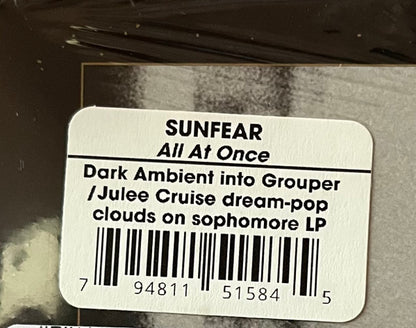 SUNFEAR
All At Once
Dark Ambient into Grouper
/Julee Cruise dream-pop
clouds on sophomore LP
7 94811 51584 5